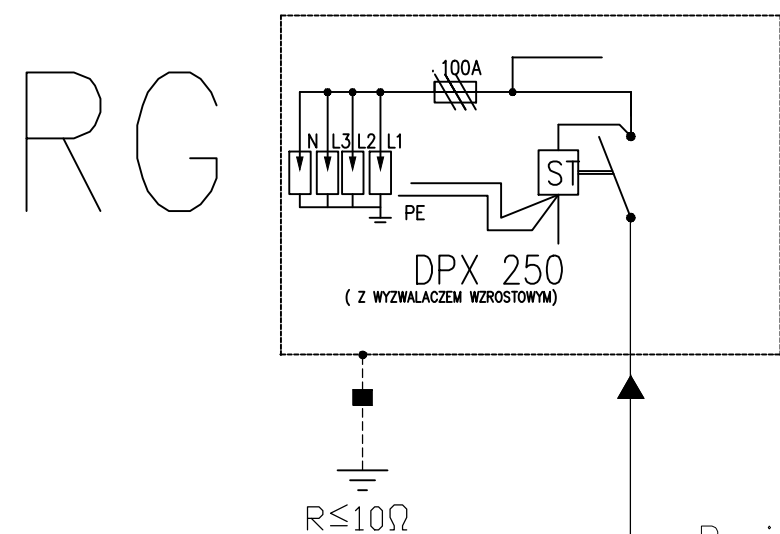 RG
. 100A
N L3 L2 L1
ST
PE
DPX 250
( Z WYZWALACZEM WZROSTOWYM)
R≤10Ω